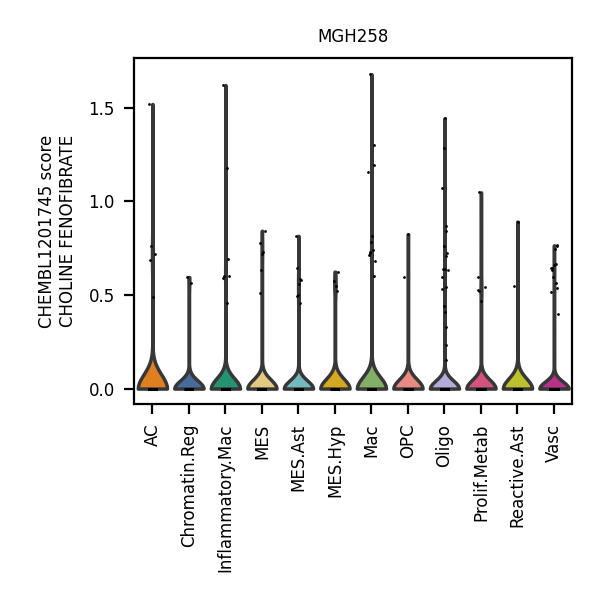 MGH258
CHEMBL1201745 score
CHOLINE FENOFIBRATE
1.5
1.0
0.5
0.0
AC
Chromatin.Reg
Inflammatory.Mac
MES
MES.Ast
MES.Hyp
Mac
OPC
Oligo
Prolif.Metab
Reactive.Ast
Vasc